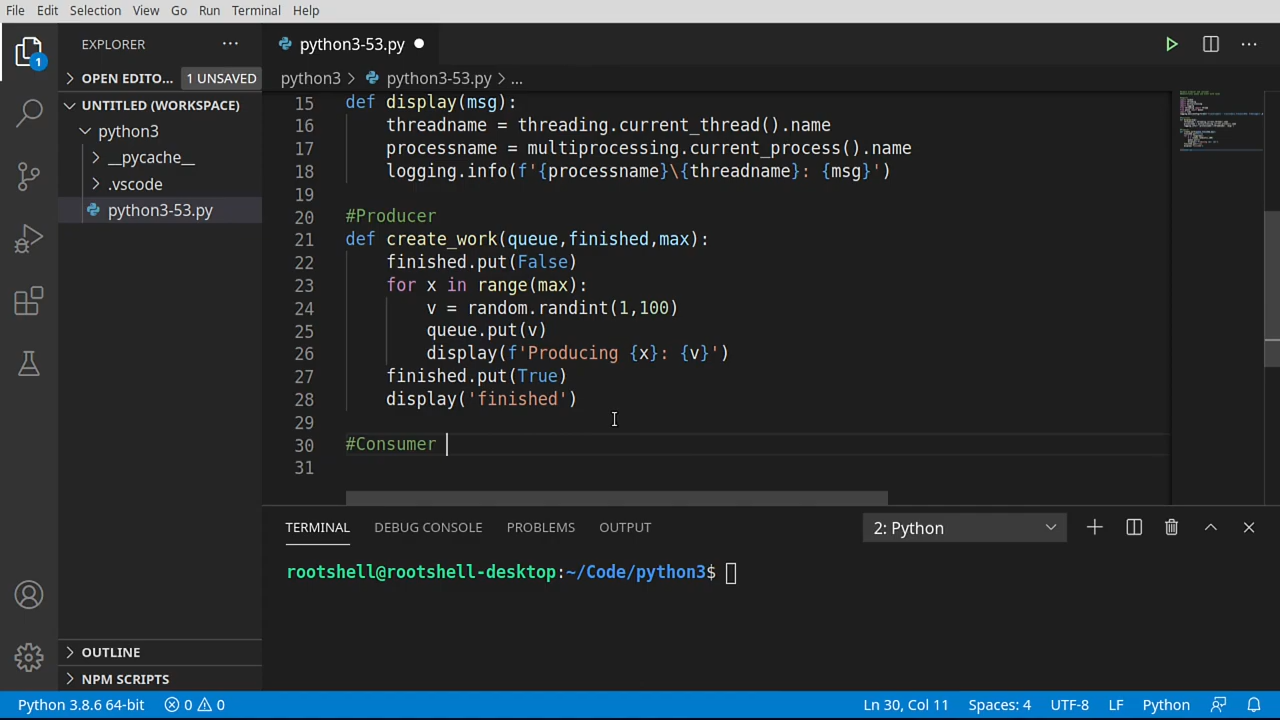 File Edit Selection View Go Run Terminal Help
EXPLORER
python3-53.py
1
OPEN EDITO... 1 UNSAVED
python3 > python3-53.py > ...
UNTITLED (WORKSPACE)
python3
__pycache__
.vscode
python3-53.py
15 def display(msg):
16 threadname = threading.current_thread().name
17 processname = multiprocessing.current_process().name
18 logging.info(f'{processname}\{threadname}: {msg}')
19
20 #Producer
21 def create_work(queue,finished,max):
22 finished.put(False)
23 for x in range(max):
24 v = random.randint(1,100)
25 queue.put(v)
26 display(f'Producing {x}: {v}')
27 finished.put(True)
28 display('finished')
29
30 #Consumer
31
TERMINAL DEBUG CONSOLE PROBLEMS OUTPUT 2: Python
rootshell@rootshell-desktop:~/Code/python3$
OUTLINE
NPM SCRIPTS
Python 3.8.6 64-bit 0 0 Ln 30, Col 11 Spaces: 4 UTF-8 LF Python